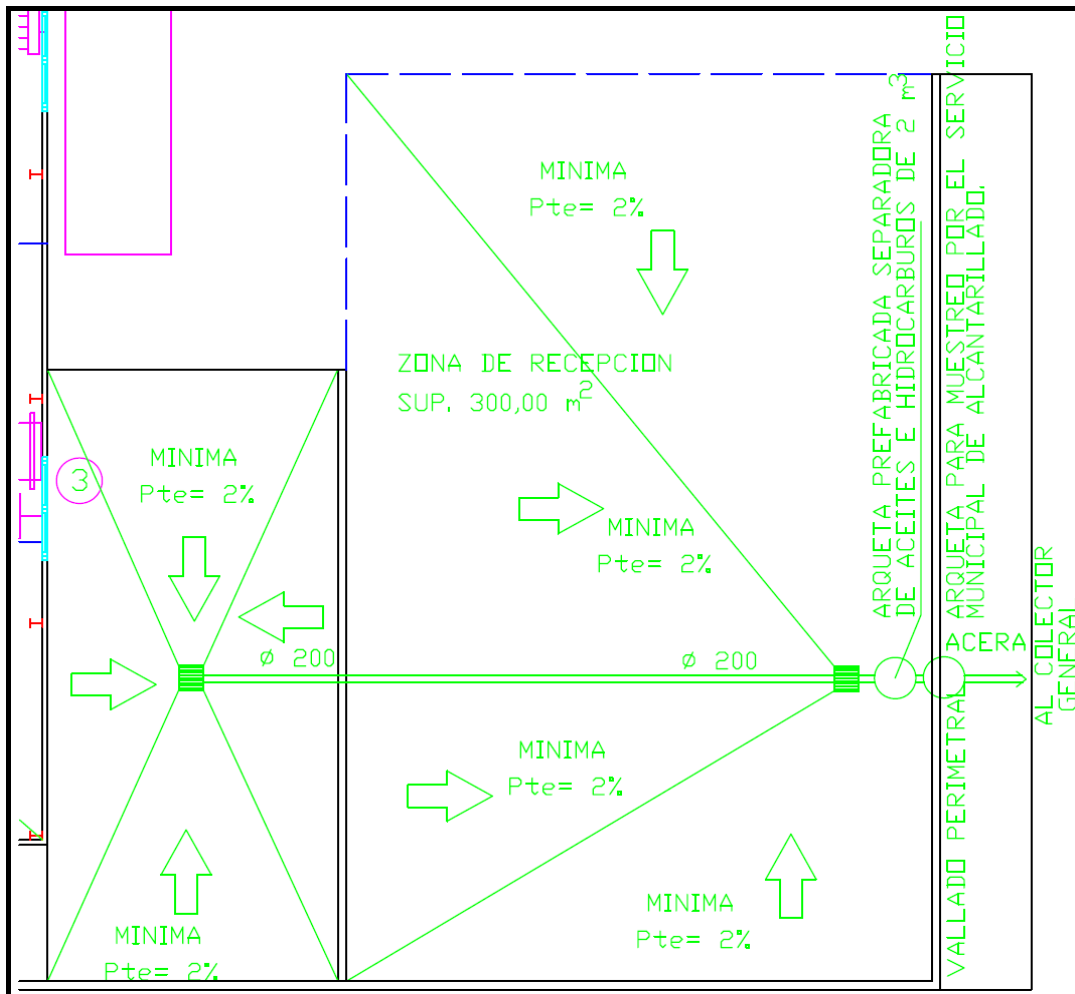 MINIMA
Pte= 2%
ZONA DE RECEPCION
SUP. 300,00 m2
MINIMA
Pte= 2%
3
MINIMA
Pte= 2%
Ø 200
Ø 200
MINIMA
Pte= 2%
MINIMA
Pte= 2%
MINIMA
Pte= 2%
ARQUETA PREFABRICADA SEPARADORA
DE ACEITES E HIDROCARBUROS DE 2 m3
ARQUETA PARA MUESTREO POR EL SERVICIO
MUNICIPAL DE ALCANTARILLADO.
ACERA
VALLADO PERIMETRAL
AL COLECTOR
GENERAL